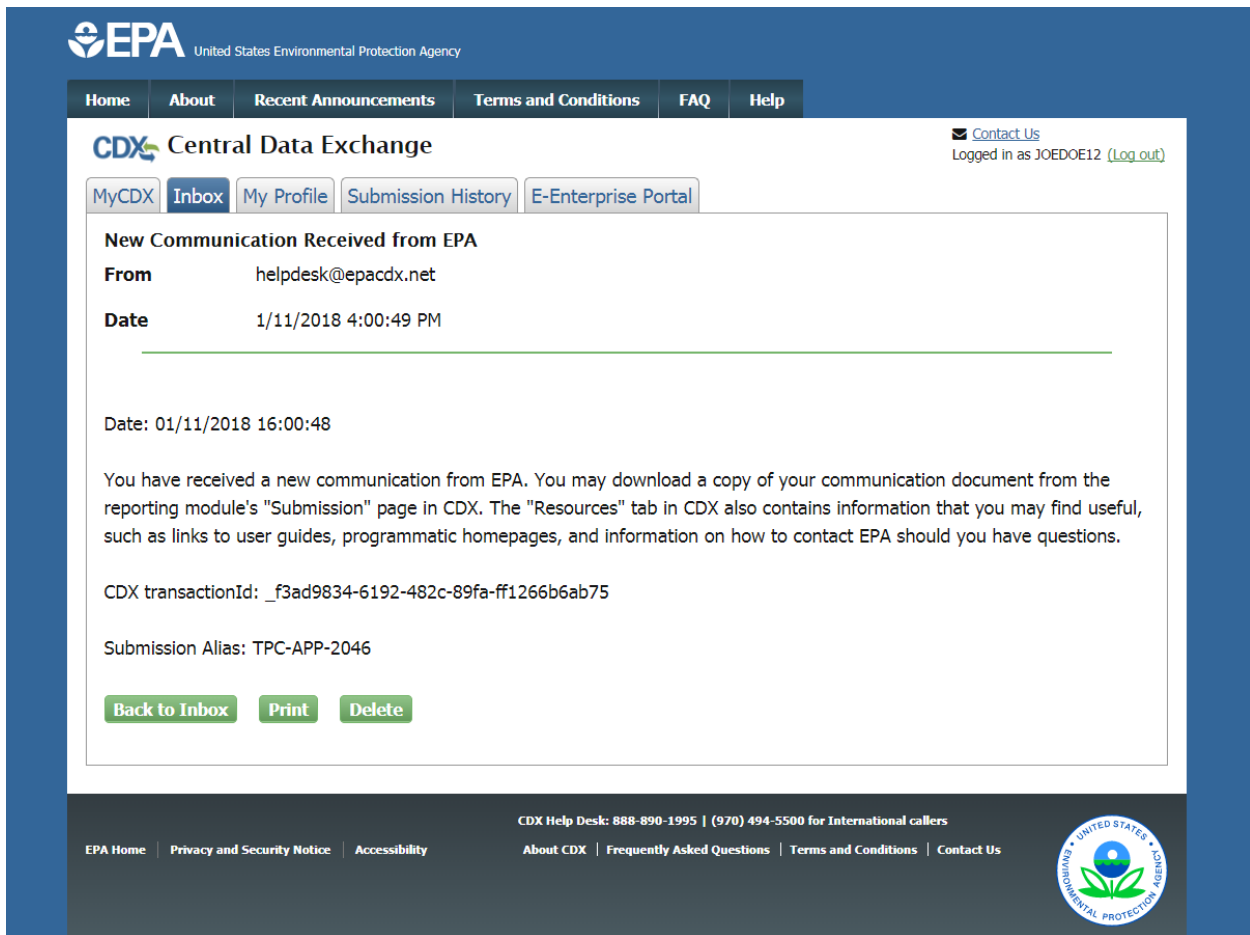 EPA United States Environmental Protection Agency
Home About Recent Announcements Terms and Conditions FAQ Help
CDX Central Data Exchange
Contact Us
Logged in as JOEDOE12 (Log out)
MyCDX Inbox My Profile Submission History E-Enterprise Portal
New Communication Received from EPA
From helpdesk@epacdx.net
Date 1/11/2018 4:00:49 PM
Date: 01/11/2018 16:00:48
You have received a new communication from EPA. You may download a copy of your communication document from the
reporting module's "Submission" page in CDX. The "Resources" tab in CDX also contains information that you may find useful,
such as links to user guides, programmatic homepages, and information on how to contact EPA should you have questions.
CDX transactionId: _f3ad9834-6192-482c-89fa-ff1266b6ab75
Submission Alias: TPC-APP-2046
Back to Inbox Print Delete
CDX Help Desk: 888-890-1995 | (970) 494-5500 for International callers
EPA Home | Privacy and Security Notice | Accessibility
About CDX | Frequently Asked Questions | Terms and Conditions | Contact Us
UNITED STATES ENVIRONMENTAL PROTECTION AGENCY